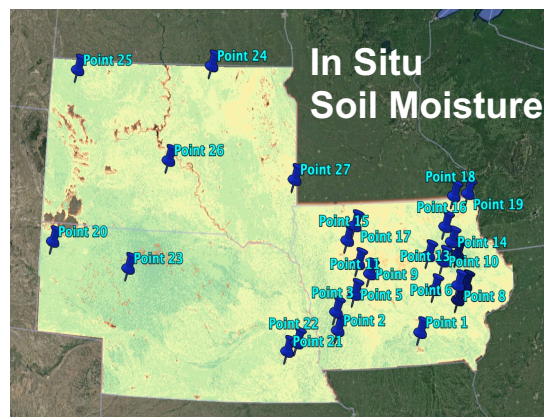 In Situ
Soil Moisture
Point 25
Point 24
Point 26
Point 27
Point 18
Point 19
Point 16
Point 15
Point 17
Point 14
Point 20
Point 13
Point 10
Point 11
Point 23
Point 9
Point 3
Point 5
Point 6
Point 8
Point 22
Point 2
Point 1
Point 21